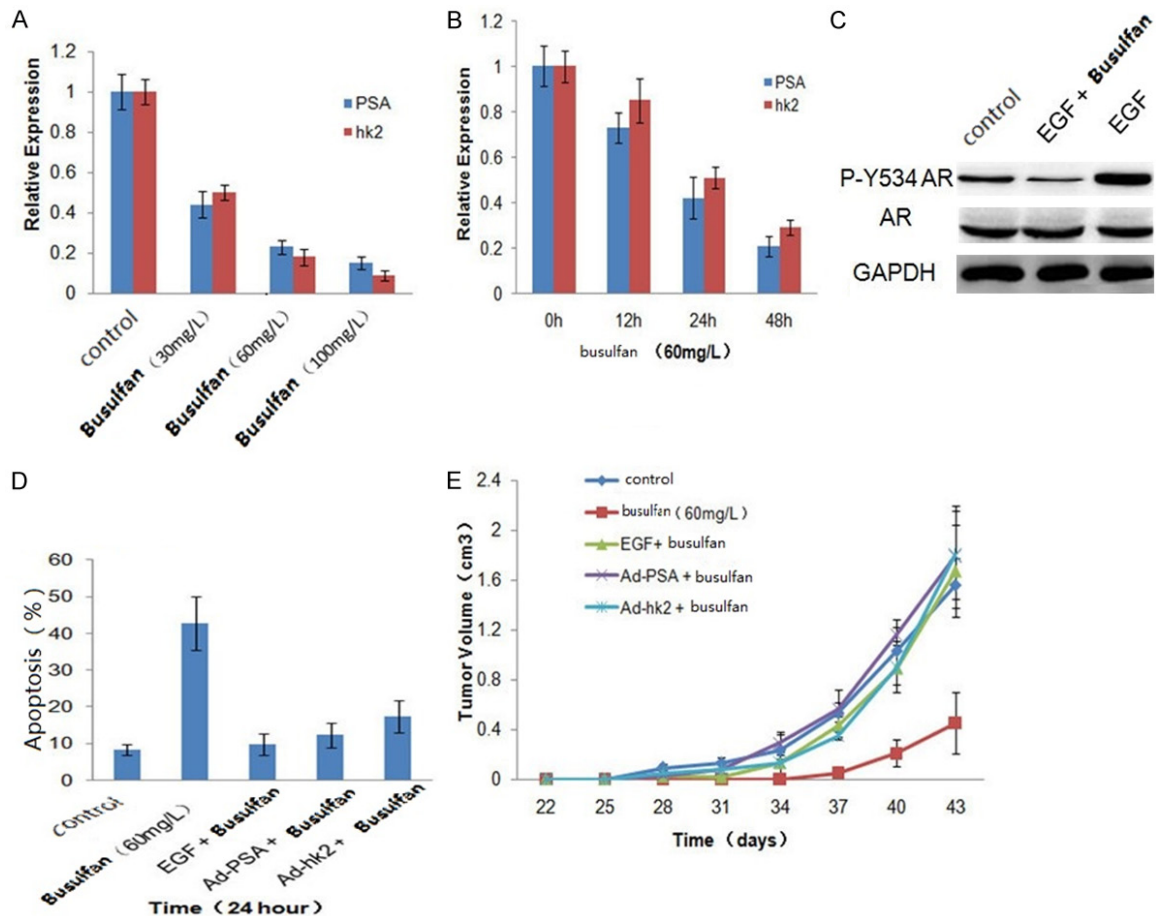 A
Relative Expression
1.2
1
0.8
0.6
0.4
0.2
0
PSA
hk2
control
Busulfan（30mg/L）
Busulfan（60mg/L）
Busulfan（100mg/L）
B
Relative Expression
1.2
1
0.8
0.6
0.4
0.2
0
PSA
hk2
0h 12h 24h 48h
busulfan （60mg/L）
C
control
EGF + Busulfan
EGF
P-Y534 AR
AR
GAPDH
D
Apoptosis（%）
60
50
40
30
20
10
0
control
Busulfan（60mg/L）
EGF + Busulfan
Ad-PSA + Busulfan
Ad-hk2 + Busulfan
Time（24 hour）
E
Tumor Volume（cm3）
2.4
2
1.6
1.2
0.8
0.4
0
control
busulfan（60mg/L）
EGF+ busulfan
Ad-PSA + busulfan
Ad-hk2 + busulfan
22 25 28 31 34 37 40 43
Time（days）